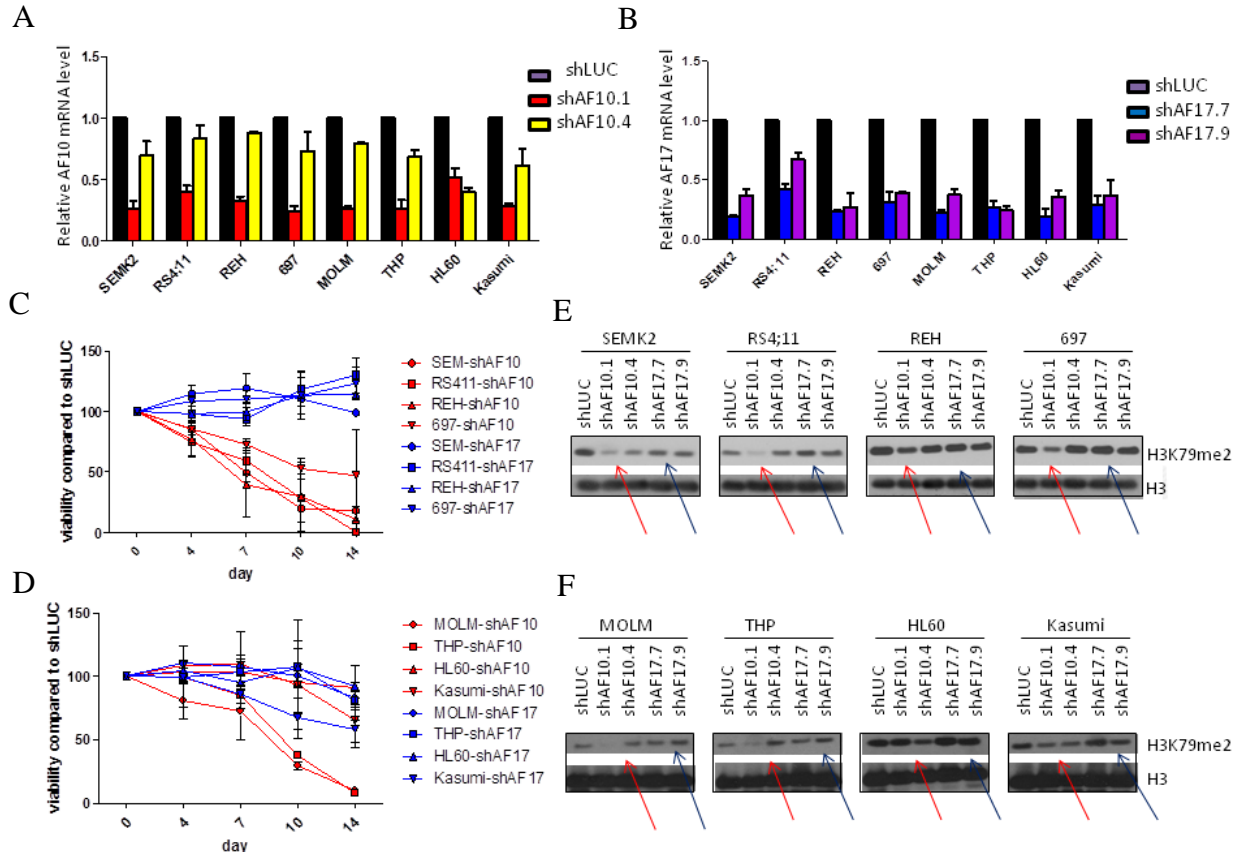 A
Relative AF10 mRNA level
1.5
1.0
0.5
0.0
SEMK2
RS4;11
REH
697
MOLM
THP
HL60
Kasumi
shLUC
shAF10.1
shAF10.4
B
Relative AF17 mRNA level
1.5
1.0
0.5
0.0
SEMK2
RS4;11
REH
697
MOLM
THP
HL60
Kasumi
shLUC
shAF17.7
shAF17.9
C
viability compared to shLUC
150
100
50
0
0
4
7
10
14
day
SEM-shAF10
RS411-shAF10
REH-shAF10
697-shAF10
SEM-shAF17
RS411-shAF17
REH-shAF17
697-shAF17
E
SEMK2
RS4;11
REH
697
shLUC
shAF10.1
shAF10.4
shAF17.7
shAF17.9
shLUC
shAF10.1
shAF10.4
shAF17.7
shAF17.9
shLUC
shAF10.1
shAF10.4
shAF17.7
shAF17.9
shLUC
shAF10.1
shAF10.4
shAF17.7
shAF17.9
H3K79me2
H3
D
viability compared to shLUC
150
100
50
0
0
4
7
10
14
day
MOLM-shAF10
THP-shAF10
HL60-shAF10
Kasumi-shAF10
MOLM-shAF17
THP-shAF17
HL60-shAF17
Kasumi-shAF17
F
MOLM
THP
HL60
Kasumi
shLUC
shAF10.1
shAF10.4
shAF17.7
shAF17.9
shLUC
shAF10.1
shAF10.4
shAF17.7
shAF17.9
shLUC
shAF10.1
shAF10.4
shAF17.7
shAF17.9
shLUC
shAF10.1
shAF10.4
shAF17.7
shAF17.9
H3K79me2
H3